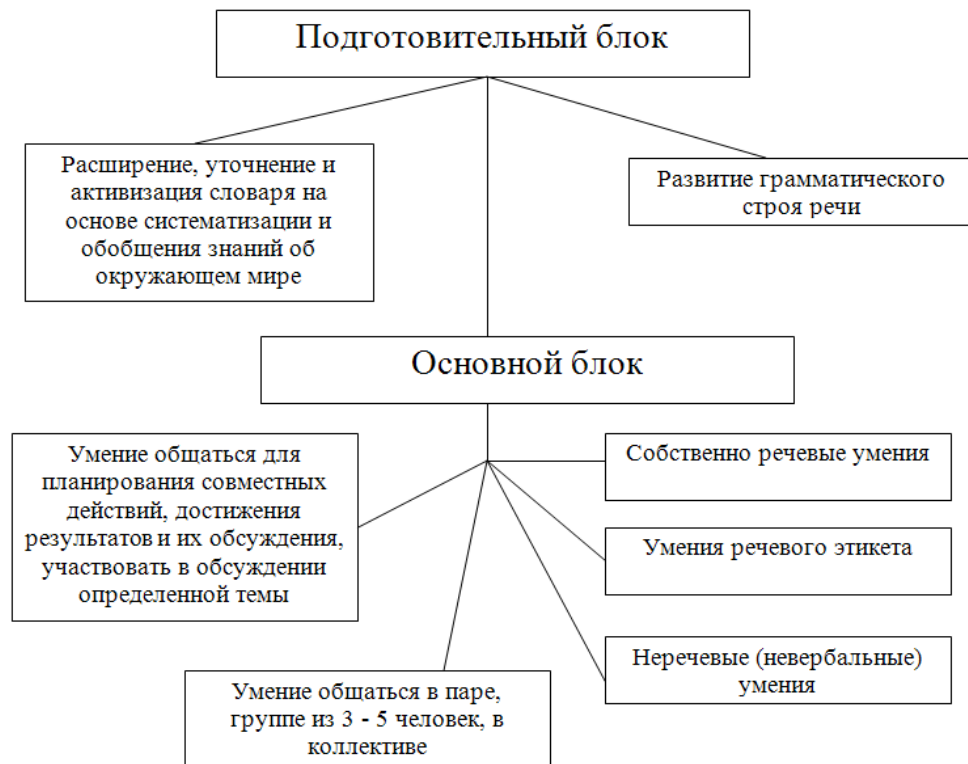 Подготовительный блок
Расширение, уточнение и
активизация словаря на
основе систематизации и
обобщения знаний об
окружающем мире
Развитие грамматического
строя речи
Основной блок
Умение общаться для
планирования совместных
действий, достижения
результатов и их обсуждения,
участвовать в обсуждении
определенной темы
Собственно речевые умения
Умения речевого этикета
Неречевые (невербальные)
умения
Умение общаться в паре,
группе из 3 - 5 человек, в
коллективе